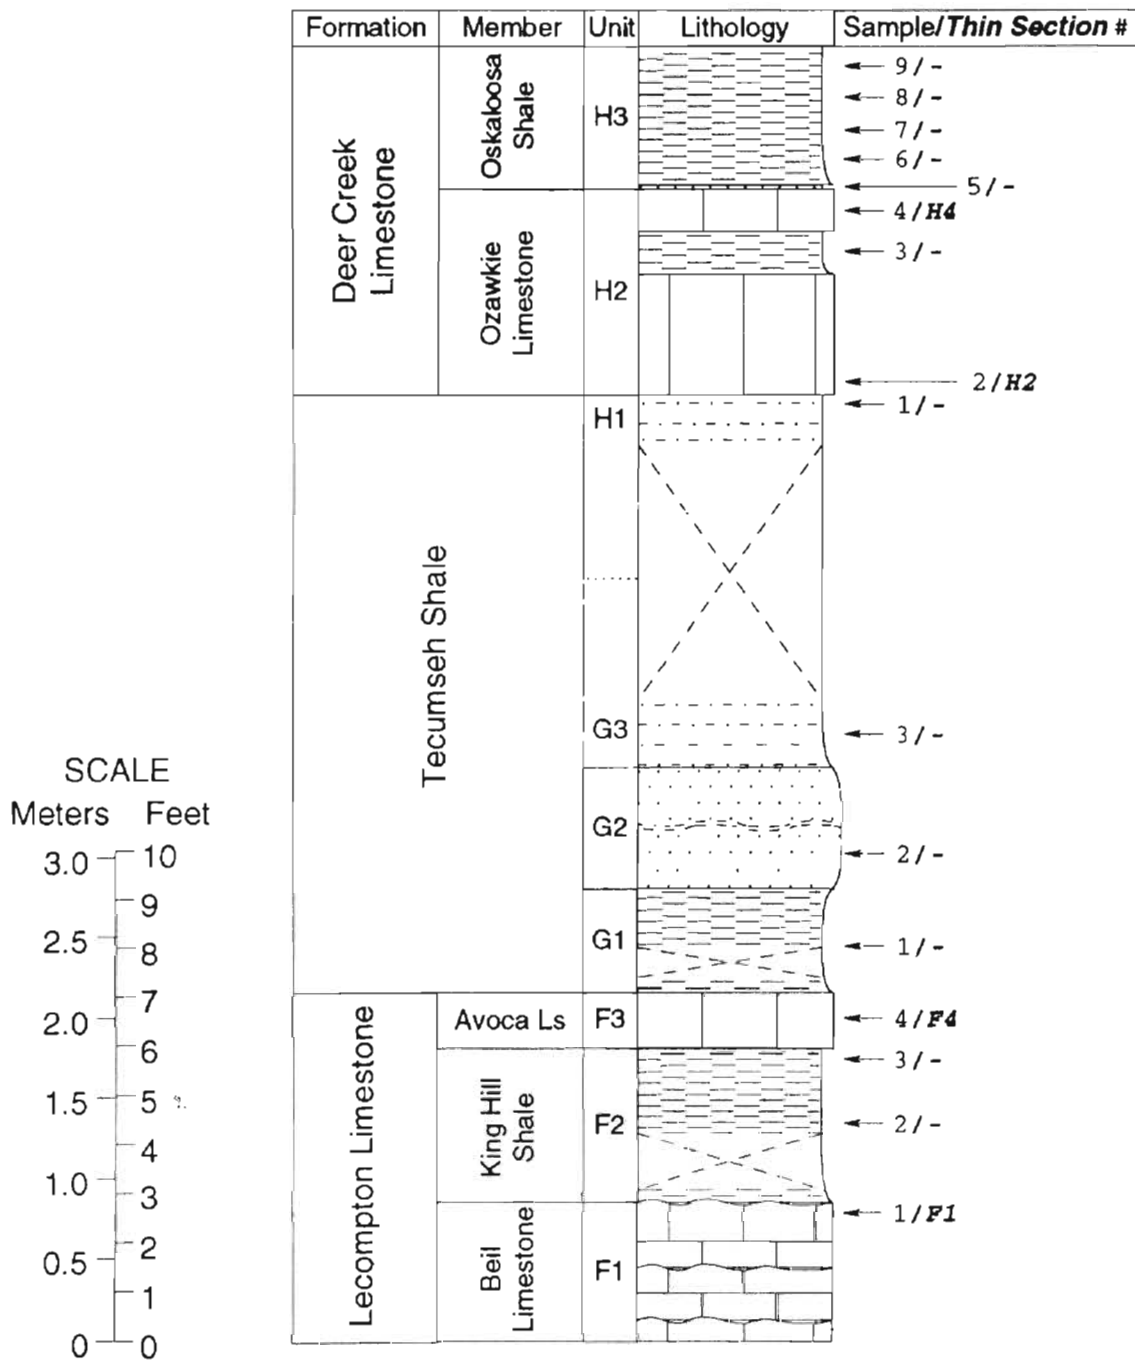 Formation Member Unit Lithology Sample/Thin Section #
Deer Creek
Limestone
Oskaloosa
Shale
H3
9/-
8/-
7/-
6/-
5/-
Ozawkie
Limestone
H2
4/H4
3/-
2/H2
Tecumseh Shale
H1
1/-
G3
3/-
G2
2/-
G1
1/-
Lecompton Limestone
Avoca Ls
F3
4/F4
King Hill
Shale
F2
3/-
2/-
Beil
Limestone
F1
1/F1
SCALE
Meters Feet
3.0 10
9
2.5 8
7
2.0 6
1.5 5
4
1.0 3
2
0.5 1
0 0